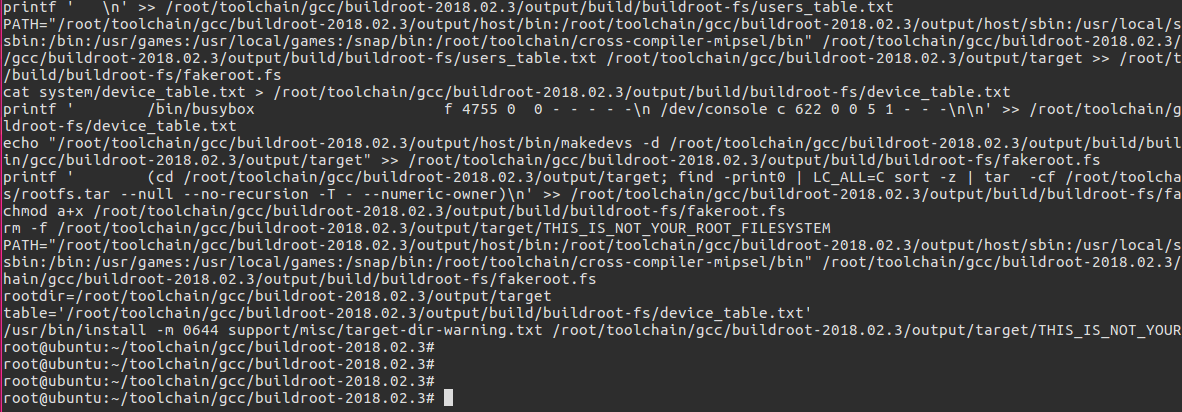 printf '   \n' >> /root/toolchain/gcc/buildroot-2018.02.3/output/build/buildroot-fs/users_table.txt
PATH="/root/toolchain/gcc/buildroot-2018.02.3/output/host/bin:/root/toolchain/gcc/buildroot-2018.02.3/output/host/sbin:/usr/local/s
sbin:/bin:/usr/games:/usr/local/games:/snap/bin:/root/toolchain/cross-compiler-mipsel/bin" /root/toolchain/gcc/buildroot-2018.02.3/
/gcc/buildroot-2018.02.3/output/build/buildroot-fs/users_table.txt /root/toolchain/gcc/buildroot-2018.02.3/output/target >> /root/t
/build/buildroot-fs/fakeroot.fs
cat system/device_table.txt > /root/toolchain/gcc/buildroot-2018.02.3/output/build/buildroot-fs/device_table.txt
printf '       /bin/busybox                     f 4755 0  0 - - - - -\n /dev/console c 622 0 0 5 1 - - -\n\n' >> /root/toolchain/g
ldroot-fs/device_table.txt
echo "/root/toolchain/gcc/buildroot-2018.02.3/output/host/bin/makedevs -d /root/toolchain/gcc/buildroot-2018.02.3/output/build/buil
in/gcc/buildroot-2018.02.3/output/target" >> /root/toolchain/gcc/buildroot-2018.02.3/output/build/buildroot-fs/fakeroot.fs
printf '       (cd /root/toolchain/gcc/buildroot-2018.02.3/output/target; find -print0 | LC_ALL=C sort -z | tar  -cf /root/toolchai
s/rootfs.tar --null --no-recursion -T - --numeric-owner)\n' >> /root/toolchain/gcc/buildroot-2018.02.3/output/build/buildroot-fs/fa
chmod a+x /root/toolchain/gcc/buildroot-2018.02.3/output/build/buildroot-fs/fakeroot.fs
rm -f /root/toolchain/gcc/buildroot-2018.02.3/output/target/THIS_IS_NOT_YOUR_ROOT_FILESYSTEM
PATH="/root/toolchain/gcc/buildroot-2018.02.3/output/host/bin:/root/toolchain/gcc/buildroot-2018.02.3/output/host/sbin:/usr/local/s
sbin:/bin:/usr/games:/usr/local/games:/snap/bin:/root/toolchain/cross-compiler-mipsel/bin" /root/toolchain/gcc/buildroot-2018.02.3/
hain/gcc/buildroot-2018.02.3/output/build/buildroot-fs/fakeroot.fs
rootdir=/root/toolchain/gcc/buildroot-2018.02.3/output/target
table='/root/toolchain/gcc/buildroot-2018.02.3/output/build/buildroot-fs/device_table.txt'
/usr/bin/install -m 0644 support/misc/target-dir-warning.txt /root/toolchain/gcc/buildroot-2018.02.3/output/target/THIS_IS_NOT_YOUR
root@ubuntu:~/toolchain/gcc/buildroot-2018.02.3#
root@ubuntu:~/toolchain/gcc/buildroot-2018.02.3#
root@ubuntu:~/toolchain/gcc/buildroot-2018.02.3#
root@ubuntu:~/toolchain/gcc/buildroot-2018.02.3#